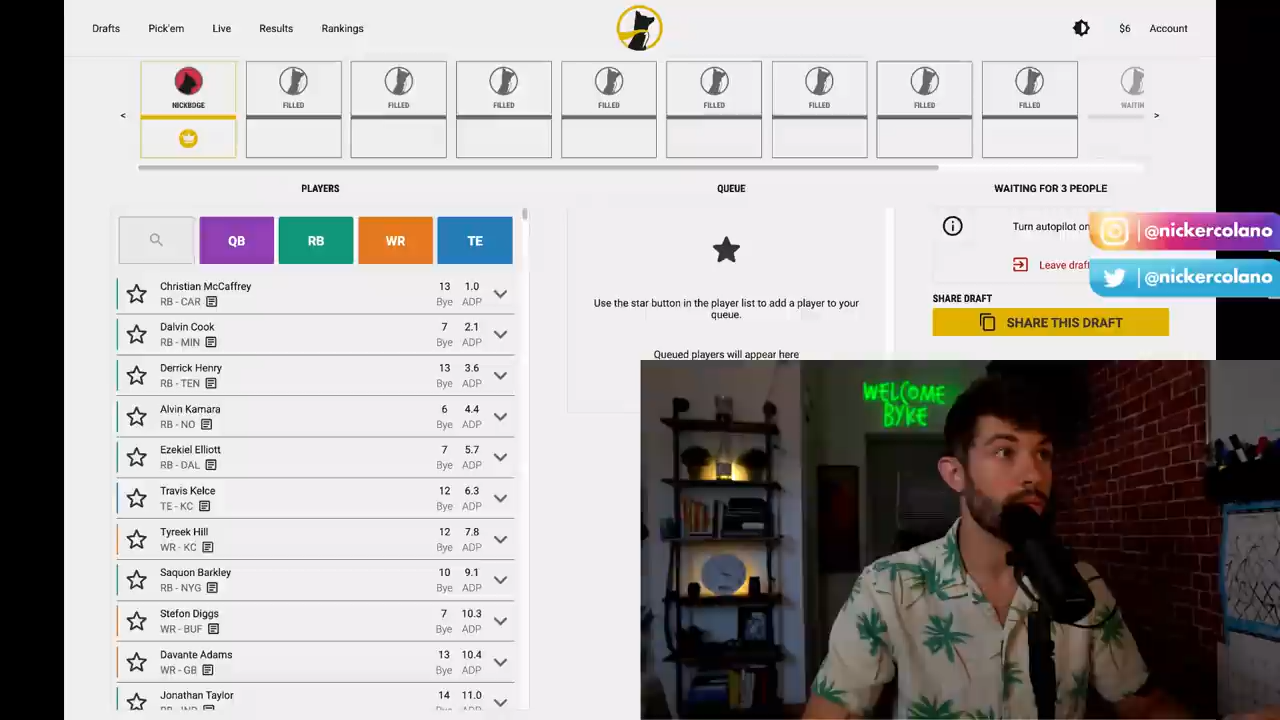 Drafts Pick'em Live Results Rankings $6 Account
NICKBOGE FILLED FILLED FILLED FILLED FILLED FILLED FILLED FILLED WAITIN
< >
PLAYERS QUEUE WAITING FOR 3 PEOPLE
QB RB WR TE
Turn autopilot on
Leave draft
@nickercolano
@nickercolano
SHARE DRAFT
SHARE THIS DRAFT
Use the star button in the player list to add a player to your
queue.
Queued players will appear here
Christian McCaffrey 13 1.0
RB - CAR Bye ADP
Dalvin Cook 7 2.1
RB - MIN Bye ADP
Derrick Henry 13 3.6
RB - TEN Bye ADP
Alvin Kamara 6 4.4
RB - NO Bye ADP
Ezekiel Elliott 7 5.7
RB - DAL Bye ADP
Travis Kelce 12 6.3
TE - KC Bye ADP
Tyreek Hill 12 7.8
WR - KC Bye ADP
Saquon Barkley 10 9.1
RB - NYG Bye ADP
Stefon Diggs 7 10.3
WR - BUF Bye ADP
Davante Adams 13 10.4
WR - GB Bye ADP
Jonathan Taylor 14 11.0
WELCOME
BYKE